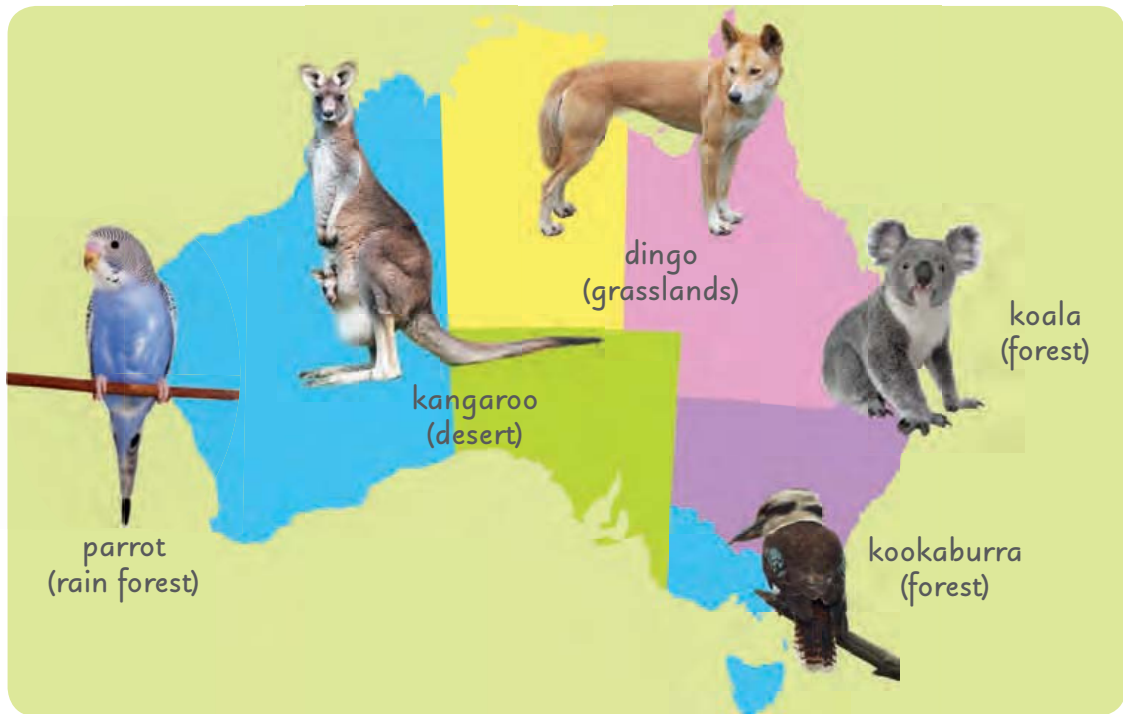 dingo
(grasslands)
koala
(forest)
kangaroo
(desert)
parrot
(rain forest)
kookaburra
(forest)